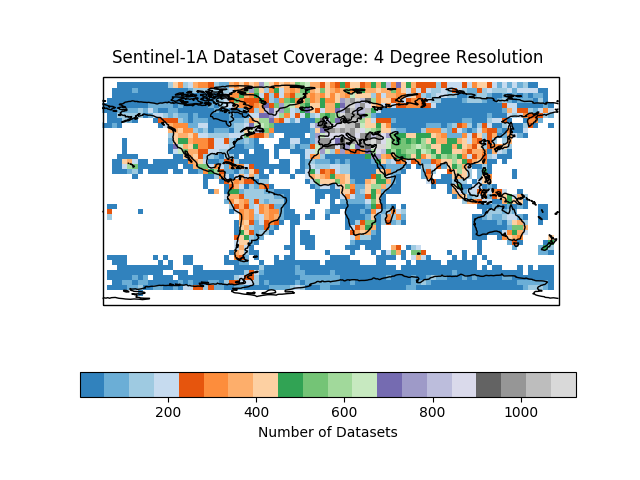 Sentinel-1A Dataset Coverage: 4 Degree Resolution
200 400 600 800 1000
Number of Datasets